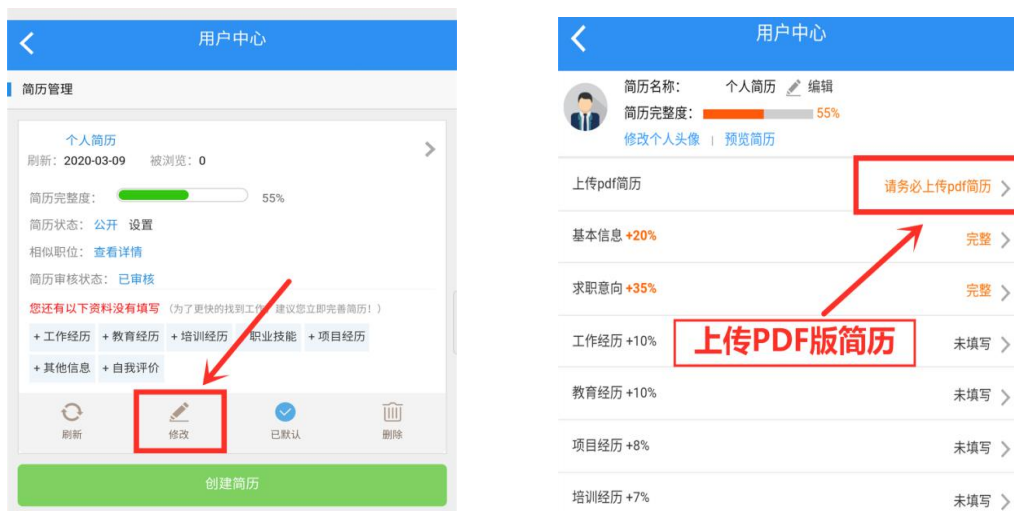 用户中心
简历管理
个人简历
刷新：2020-03-09 被浏览：0
简历完整度： 55%
简历状态：公开 设置
相似职位：查看详情
简历审核状态：已审核
您还有以下资料没有填写（为了更快的找到工作，建议您立即完善简历！）
+工作经历 +教育经历 +培训经历 职业技能 +项目经历
+其他信息 +自我评价
刷新 修改 已默认 删除
创建简历
用户中心
简历名称： 个人简历 编辑
简历完整度： 55%
修改个人头像 | 预览简历
上传pdf简历 请务必上传pdf简历
基本信息 +20% 完整
求职意向 +35% 完整
工作经历 +10% 未填写
上传PDF版简历
教育经历 +10% 未填写
项目经历 +8% 未填写
培训经历 +7% 未填写